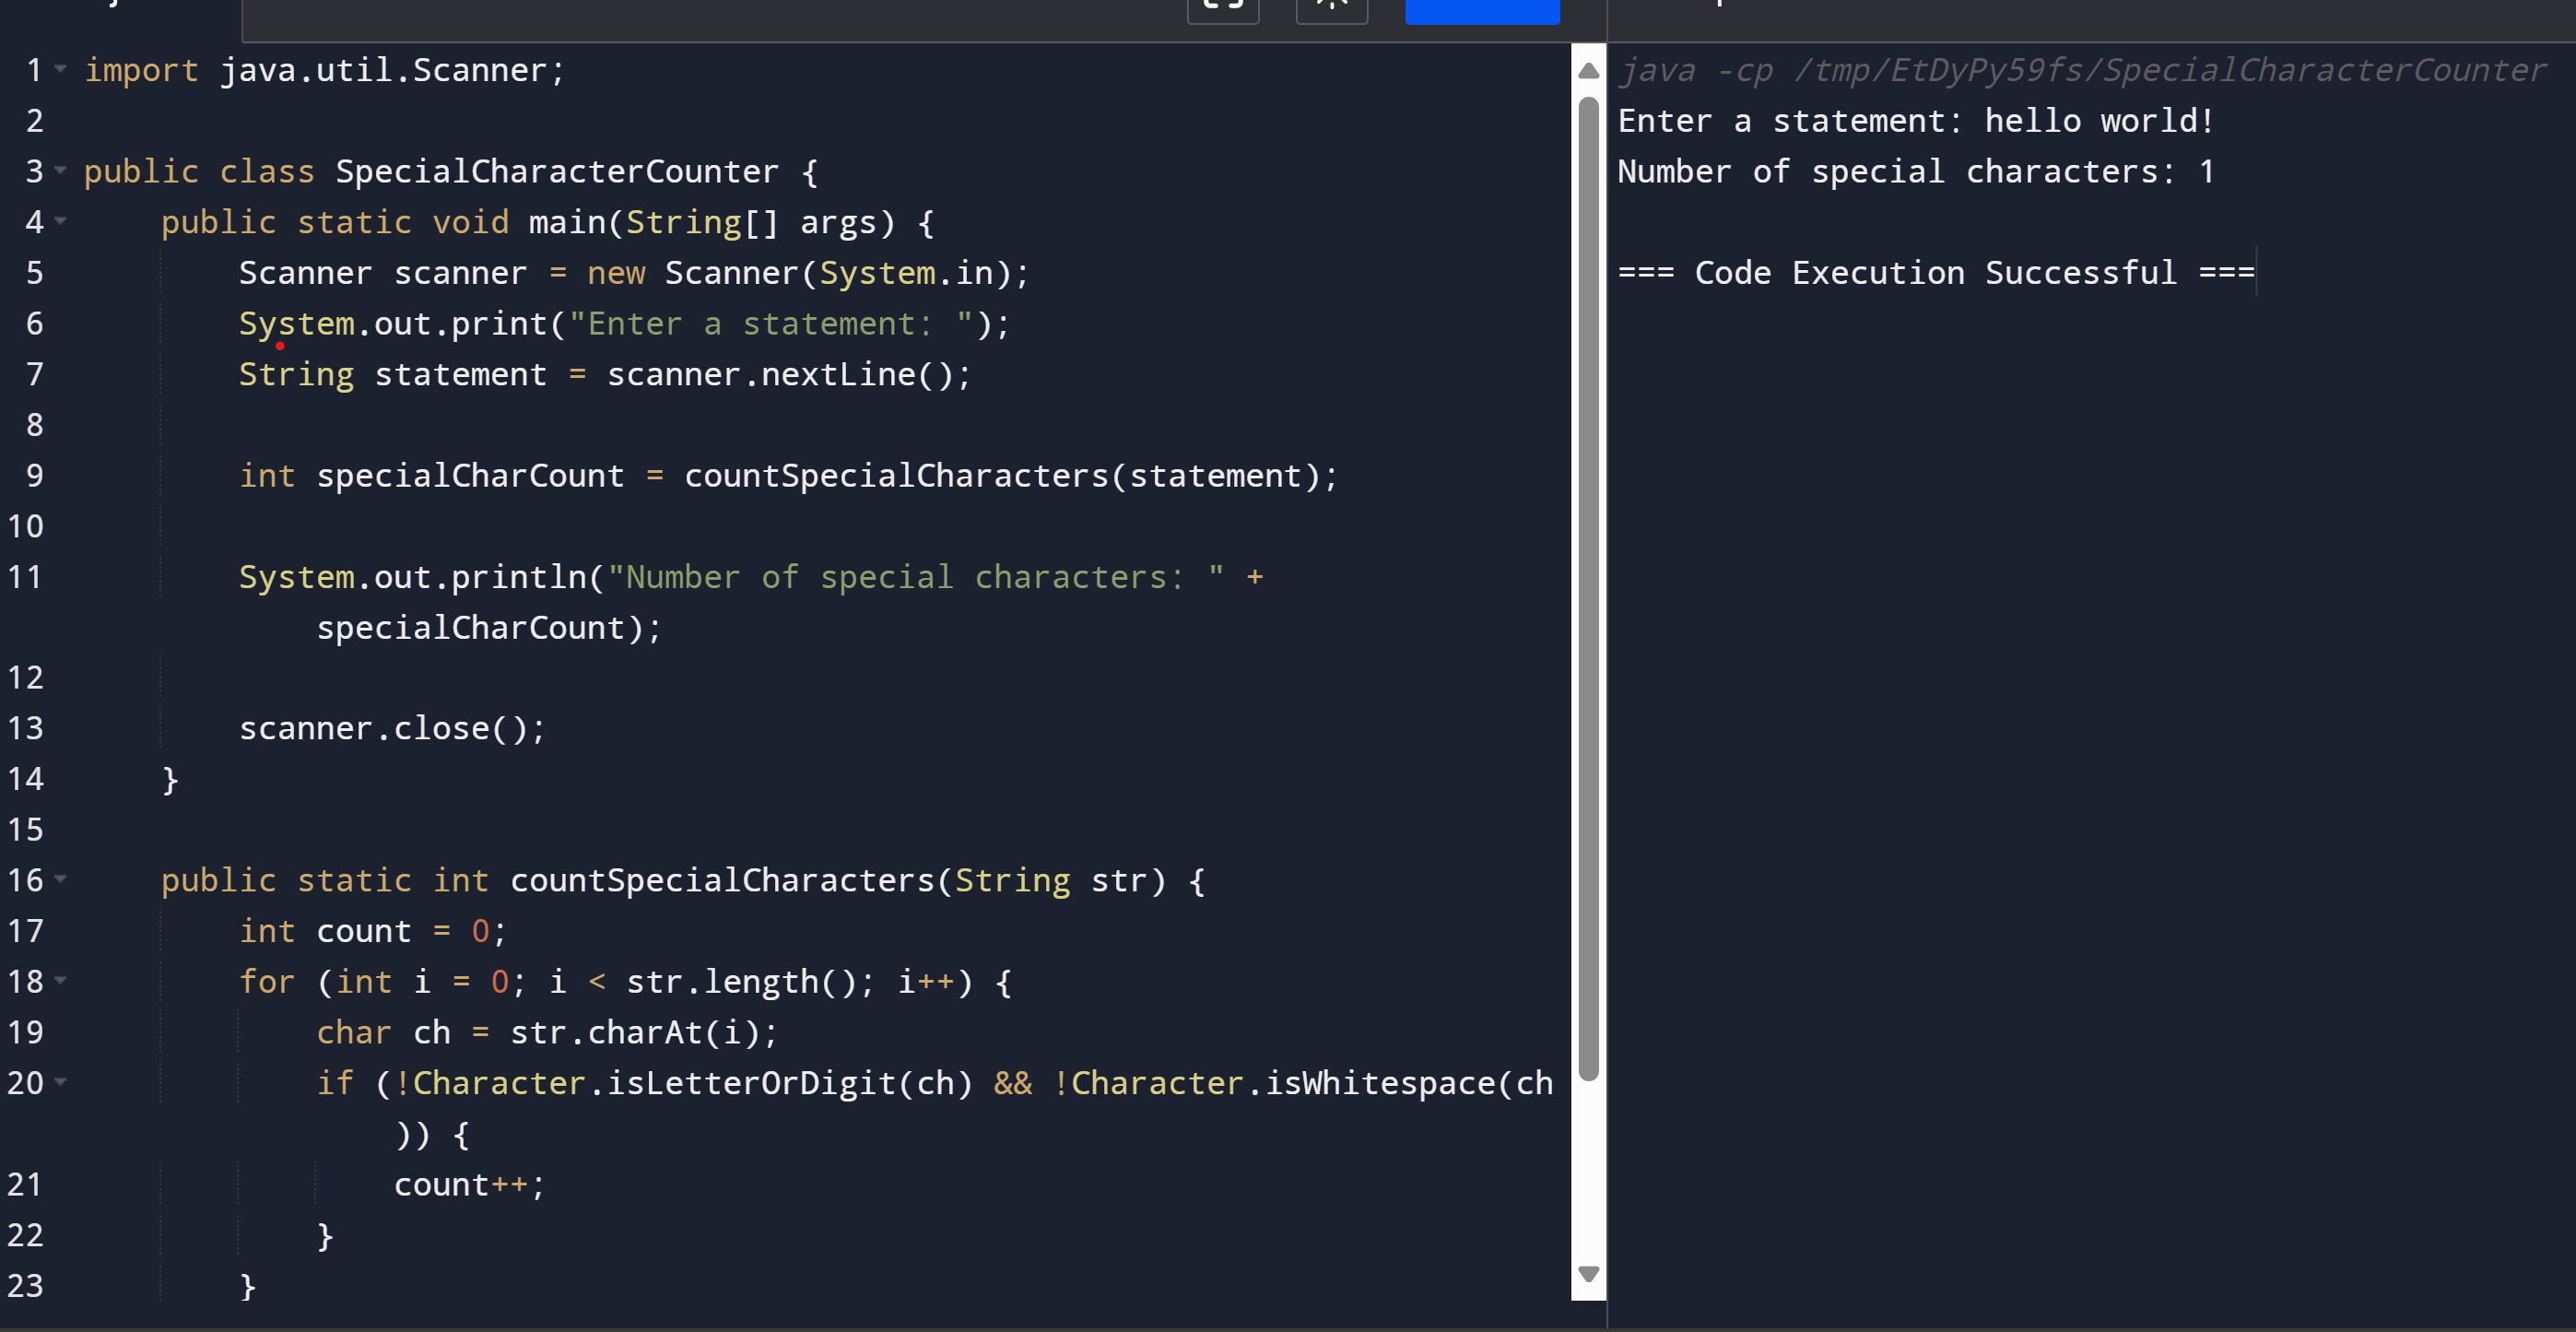 1 import java.util.Scanner;
2
3 public class SpecialCharacterCounter {
4     public static void main(String[] args) {
5         Scanner scanner = new Scanner(System.in);
6         System.out.print("Enter a statement: ");
7         String statement = scanner.nextLine();
8
9         int specialCharCount = countSpecialCharacters(statement);
10
11         System.out.println("Number of special characters: " +
            specialCharCount);
12
13         scanner.close();
14     }
15
16     public static int countSpecialCharacters(String str) {
17         int count = 0;
18         for (int i = 0; i < str.length(); i++) {
19             char ch = str.charAt(i);
20             if (!Character.isLetterOrDigit(ch) && !Character.isWhitespace(ch
                )) {
21                 count++;
22             }
23         }
java -cp /tmp/EtDyPy59fs/SpecialCharacterCounter
Enter a statement: hello world!
Number of special characters: 1
=== Code Execution Successful ===